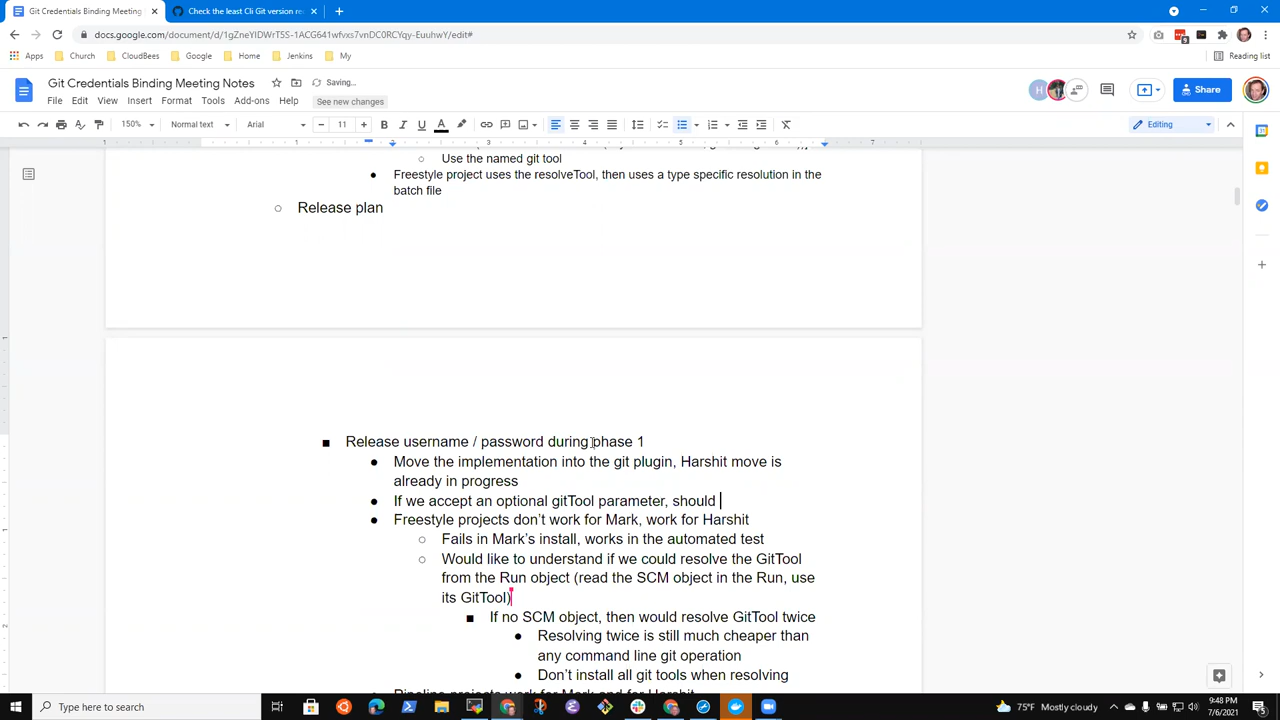 Git Credentials Binding Meeting Notes
Check the least Cli Git version re
docs.google.com/document/d/1gZneYIDWrTSS-1ACG641wfvxs7vnDC0RCYqy-EuuhwY/edit#
Apps
Church
CloudBees
Google
Home
Jenkins
My
Reading list
Git Credentials Binding Meeting Notes
Saving...
File Edit View Insert Format Tools Add-ons Help
See new changes
H
Share
150%
Normal text
Arial
11
Editing
Use the named git tool
Freestyle project uses the resolveTool, then uses a type specific resolution in the
batch file
Release plan
Release username / password during phase 1
Move the implementation into the git plugin, Harshit move is
already in progress
If we accept an optional gitTool parameter, should
Freestyle projects don't work for Mark, work for Harshit
Fails in Mark's install, works in the automated test
Would like to understand if we could resolve the GitTool
from the Run object (read the SCM object in the Run, use
its GitTool)
If no SCM object, then would resolve GitTool twice
Resolving twice is still much cheaper than
any command line git operation
Don't install all git tools when resolving
Pipeline projects work for Mark and for Harshit
Type here to search
75°F Mostly cloudy
9:48 PM
7/6/2021